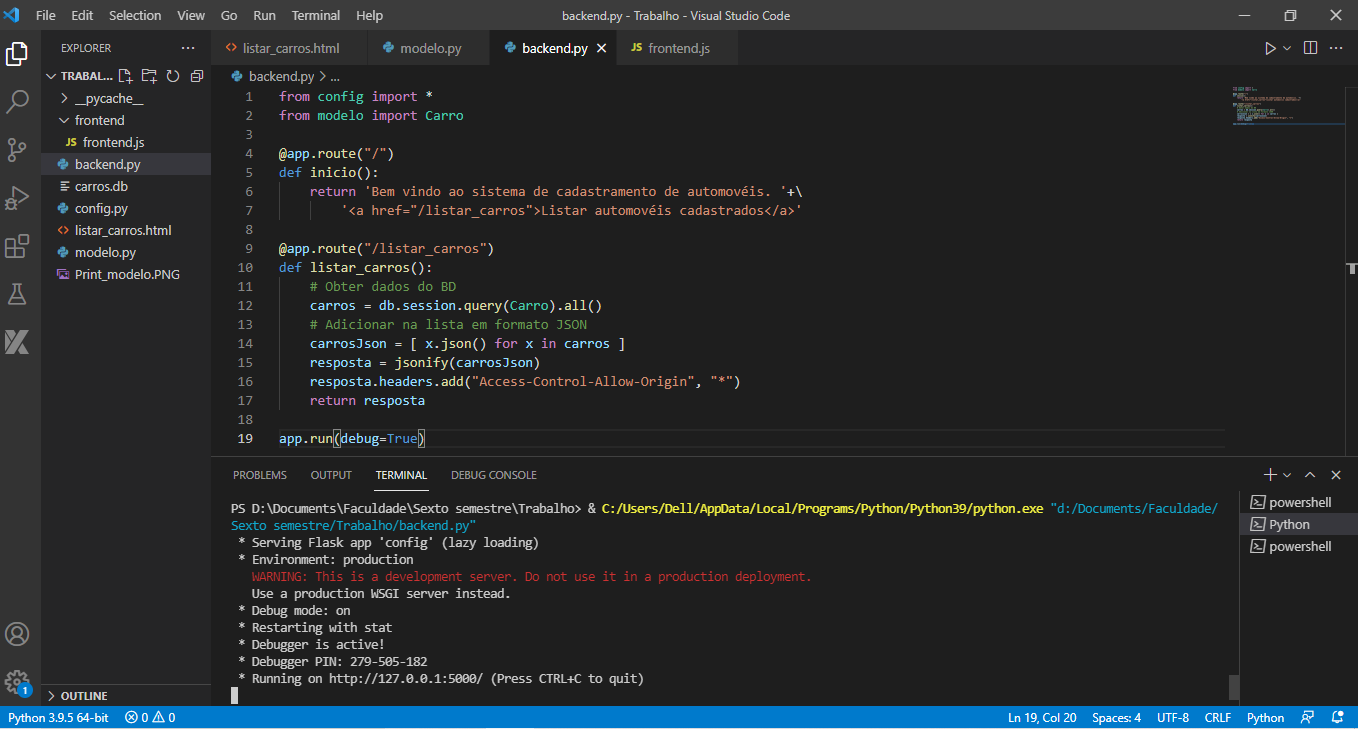 File Edit Selection View Go Run Terminal Help
backend.py - Trabalho - Visual Studio Code
EXPLORER
TRABAL...
__pycache__
frontend
JS frontend.js
backend.py
carros.db
config.py
listar_carros.html
modelo.py
Print_modelo.PNG
OUTLINE
1
listar_carros.html modelo.py backend.py JS frontend.js
backend.py > ...
1 from config import *
2 from modelo import Carro
3
4 @app.route("/")
5 def inicio():
6 return 'Bem vindo ao sistema de cadastramento de automovéis. '+\
7 '<a href="/listar_carros">Listar automovéis cadastrados</a>'
8
9 @app.route("/listar_carros")
10 def listar_carros():
11 # Obter dados do BD
12 carros = db.session.query(Carro).all()
13 # Adicionar na lista em formato JSON
14 carrosJson = [ x.json() for x in carros ]
15 resposta = jsonify(carrosJson)
16 resposta.headers.add("Access-Control-Allow-Origin", "*")
17 return resposta
18
19 app.run(debug=True)
PROBLEMS OUTPUT TERMINAL DEBUG CONSOLE
PS D:\Documents\Faculdade\Sexto semestre\Trabalho> & C:/Users/Dell/AppData/Local/Programs/Python/Python39/python.exe "d:/Documents/Faculdade/
Sexto semestre/Trabalho/backend.py"
* Serving Flask app 'config' (lazy loading)
* Environment: production
WARNING: This is a development server. Do not use it in a production deployment.
Use a production WSGI server instead.
* Debug mode: on
* Restarting with stat
* Debugger is active!
* Debugger PIN: 279-505-182
* Running on http://127.0.0.1:5000/ (Press CTRL+C to quit)
powershell
Python
powershell
Python 3.9.5 64-bit 0 0 Ln 19, Col 20 Spaces: 4 UTF-8 CRLF Python